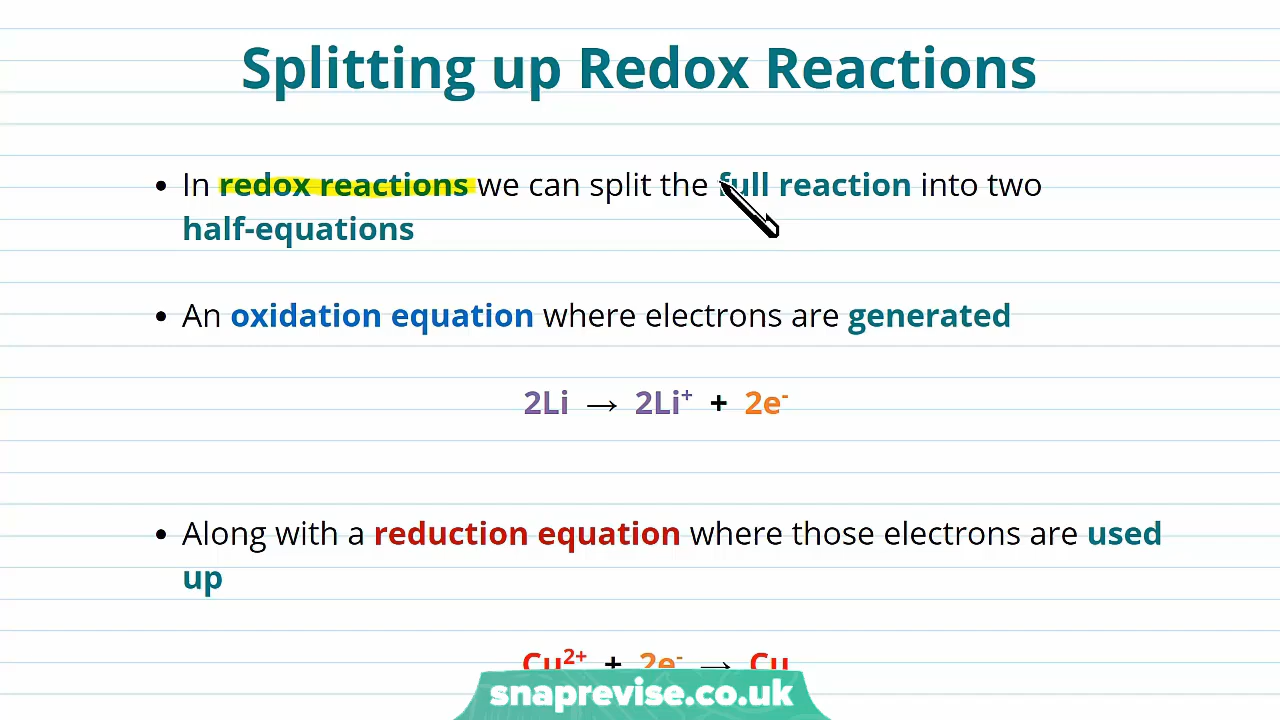 Splitting up Redox Reactions
• In redox reactions we can split the full reaction into two
half-equations
• An oxidation equation where electrons are generated
2Li → 2Li⁺ + 2e⁻
• Along with a reduction equation where those electrons are used
up
Cu²⁺ + 2e⁻ → Cu
snaprevise.co.uk